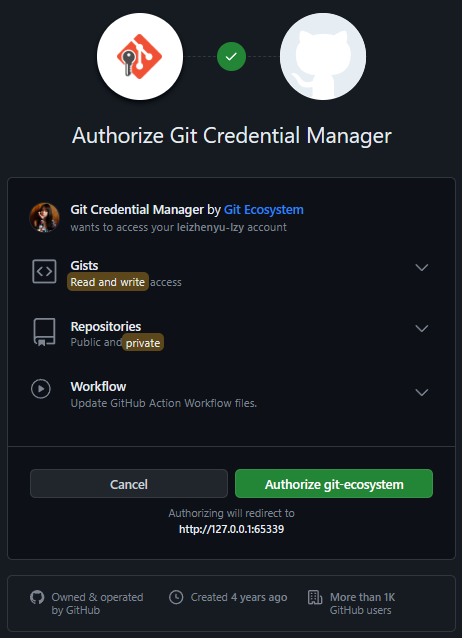 Authorize Git Credential Manager
Git Credential Manager by Git Ecosystem
wants to access your leizhenyu-lzy account
Gists
Read and write access
Repositories
Public and private
Workflow
Update GitHub Action Workflow files.
Cancel
Authorize git-ecosystem
Authorizing will redirect to
http://127.0.0.1:65339
Owned & operated
by GitHub
Created 4 years ago
More than 1K
GitHub users